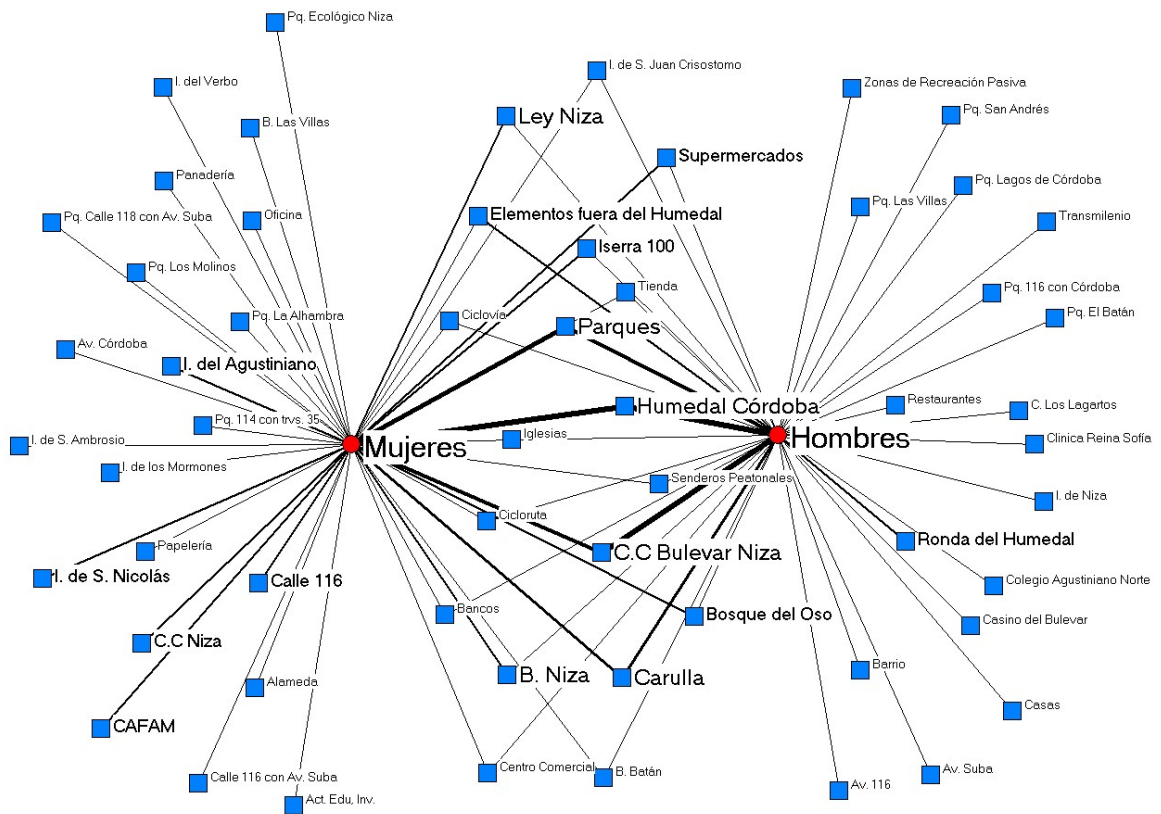 Pq. Ecológico Niza
I. de S. Juan Crisostomo
I. del Verbo
Zonas de Recreación Pasiva
Pq. San Andrés
Ley Niza
B. Las Villas
Supermercados
Panadería
Pq. Lagos de Córdoba
Pq. Las Villas
Elementos fuera del Humedal
Pq. Calle 118 con Av. Suba
Oficina
Transmilenio
Iserra 100
Pq. Los Molinos
Tienda
Pq. 116 con Córdoba
Pq. La Alhambra
Ciclovía
Parques
Pq. El Batán
Av. Córdoba
I. del Agustiniano
Humedal Córdoba
Restaurantes
C. Los Lagartos
Pq. 114 con trvs. 35
Iglesias
Hombres
I. de S. Ambrosio
Mujeres
Clinica Reina Sofía
I. de los Mormones
Senderos Peatonales
I. de Niza
Cicloruta
Ronda del Humedal
Papelería
C.C Bulevar Niza
I. de S. Nicolás
Calle 116
Colegio Agustiniano Norte
Bancos
Bosque del Oso
Casino del Bulevar
C.C Niza
B. Niza
Carulla
Barrio
Alameda
Casas
CAFAM
Centro Comercial
B. Batán
Av. Suba
Calle 116 con Av. Suba
Av. 116
Act. Edu, Inv.